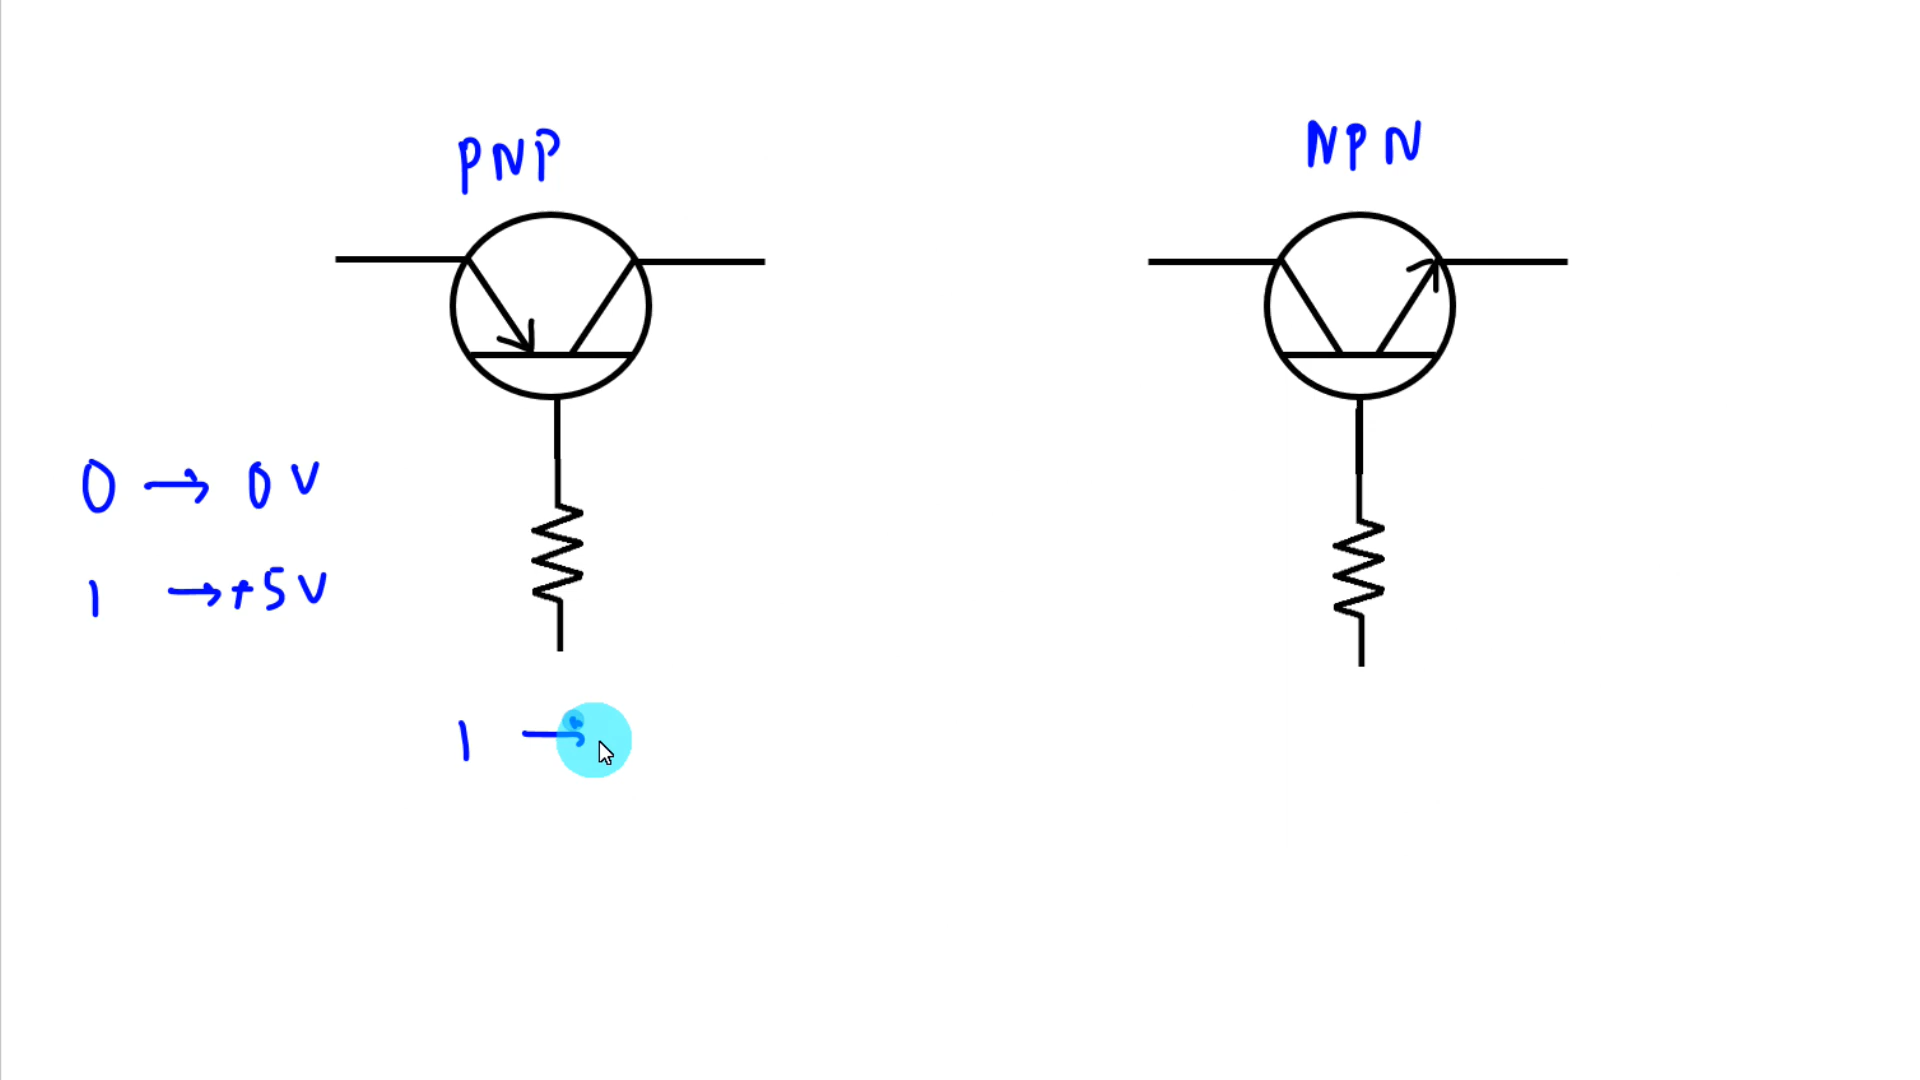 PNP
NPN
0 → 0V
1 → +5V
1 →